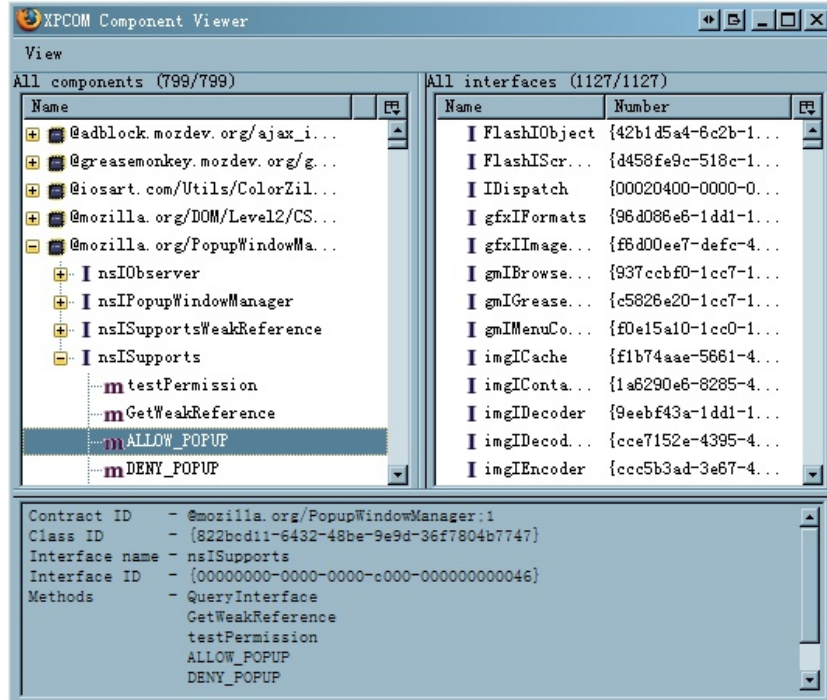 XPCOM Component Viewer
View
All components (799/799)
Name
@adblock.mozdev.org/ajax_i...
@greasemonkey.mozdev.org/g...
@iosart.com/Utils/ColorZil...
@mozilla.org/DOM/Level2/CS...
@mozilla.org/PopupWindowMa...
I nsIObserver
I nsIPopupWindowManager
I nsISupportsWeakReference
I nsISupports
m testPermission
m GetWeakReference
m ALLOW_POPUP
m DENY_POPUP
All interfaces (1127/1127)
Name Number
I FlashIObject {42b1d5a4-6c2b-1...
I FlashIScr... {d458fe9c-518c-1...
I IDispatch {00020400-0000-0...
I gfxIFormats {96d086e6-1dd1-1...
I gfxIImage... {f6d00ee7-defc-4...
I gmIBrowse... {937ccbf0-1cc7-1...
I gmIGrease... {c5826e20-1cc7-1...
I gmIMenuCo... {f0e15a10-1cc0-1...
I imgICache {f1b74aae-5661-4...
I imgIConta... {1a6290e6-8285-4...
I imgIDecoder {9eebf43a-1dd1-1...
I imgIDecod... {cce7152e-4395-4...
I imgIEncoder {ccc5b3ad-3e67-4...
Contract ID - @mozilla.org/PopupWindowManager;1
Class ID - {822bcd11-6432-48be-9e9d-36f7804b7747}
Interface name - nsISupports
Interface ID - {00000000-0000-0000-c000-000000000046}
Methods - QueryInterface
GetWeakReference
testPermission
ALLOW_POPUP
DENY_POPUP